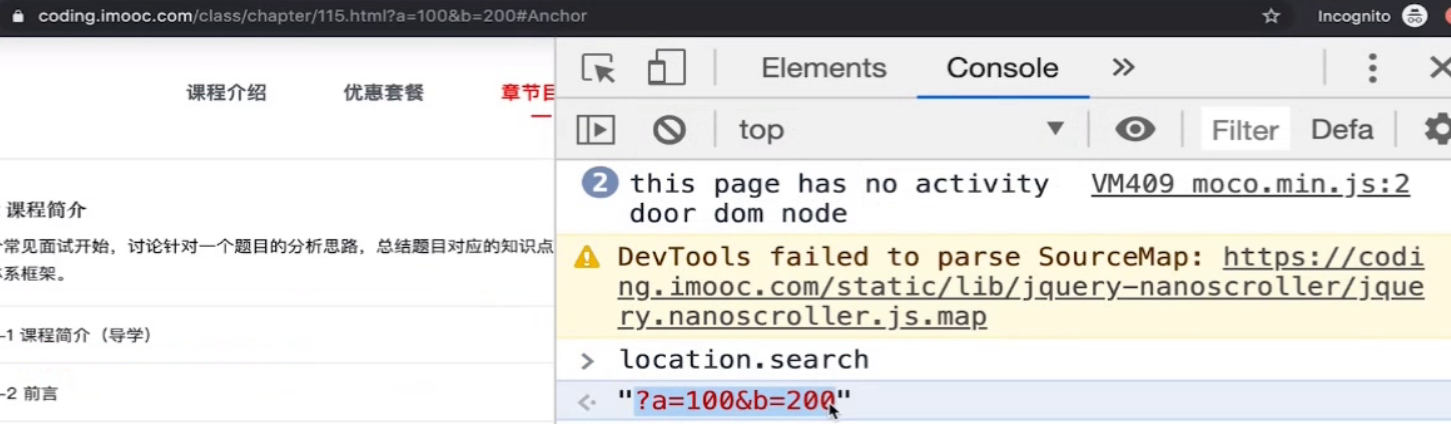 coding.imooc.com/class/chapter/115.html?a=100&b=200#Anchor Incognito
课程介绍 优惠套餐 章节目
课程简介
常见面试开始，讨论针对一个题目的分析思路，总结题目对应的知识点
系框架。
-1 课程简介（导学）
-2 前言
Elements Console »
top Filter Defa
2 this page has no activity VM409 moco.min.js:2
door dom node
DevTools failed to parse SourceMap: https://codi
ng.imooc.com/static/lib/jquery-nanoscroller/jque
ry.nanoscroller.js.map
> location.search
"?a=100&b=200"